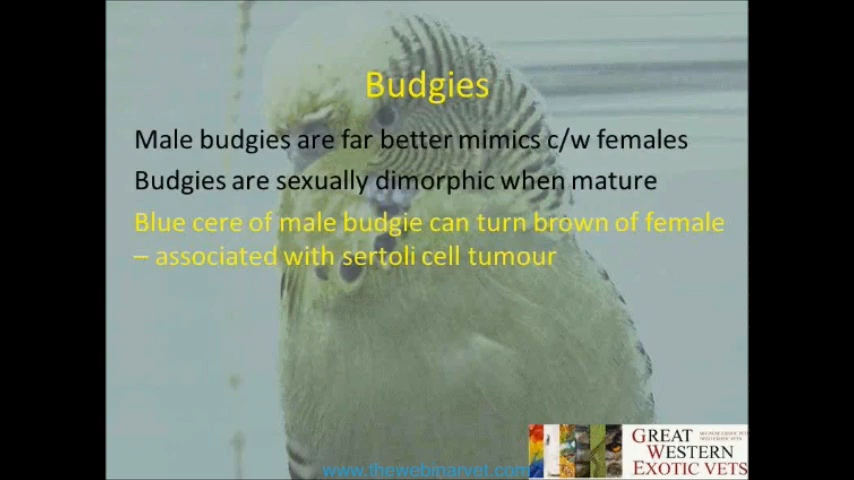 Budgies
Male budgies are far better mimics c/w females
Budgies are sexually dimorphic when mature
Blue cere of male budgie can turn brown of female
– associated with sertoli cell tumour
GREAT
WESTERN
EXOTIC VETS
www.thewebinarvet.com